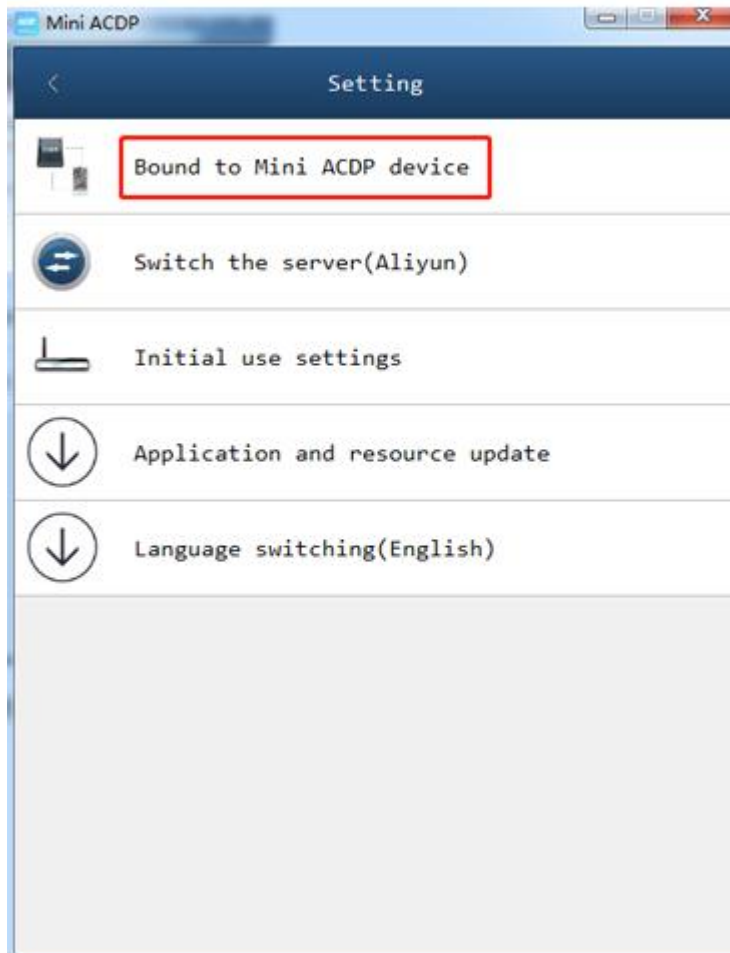 Mini ACDP
Setting
Bound to Mini ACDP device
Switch the server(Aliyun)
Initial use settings
Application and resource update
Language switching(English)